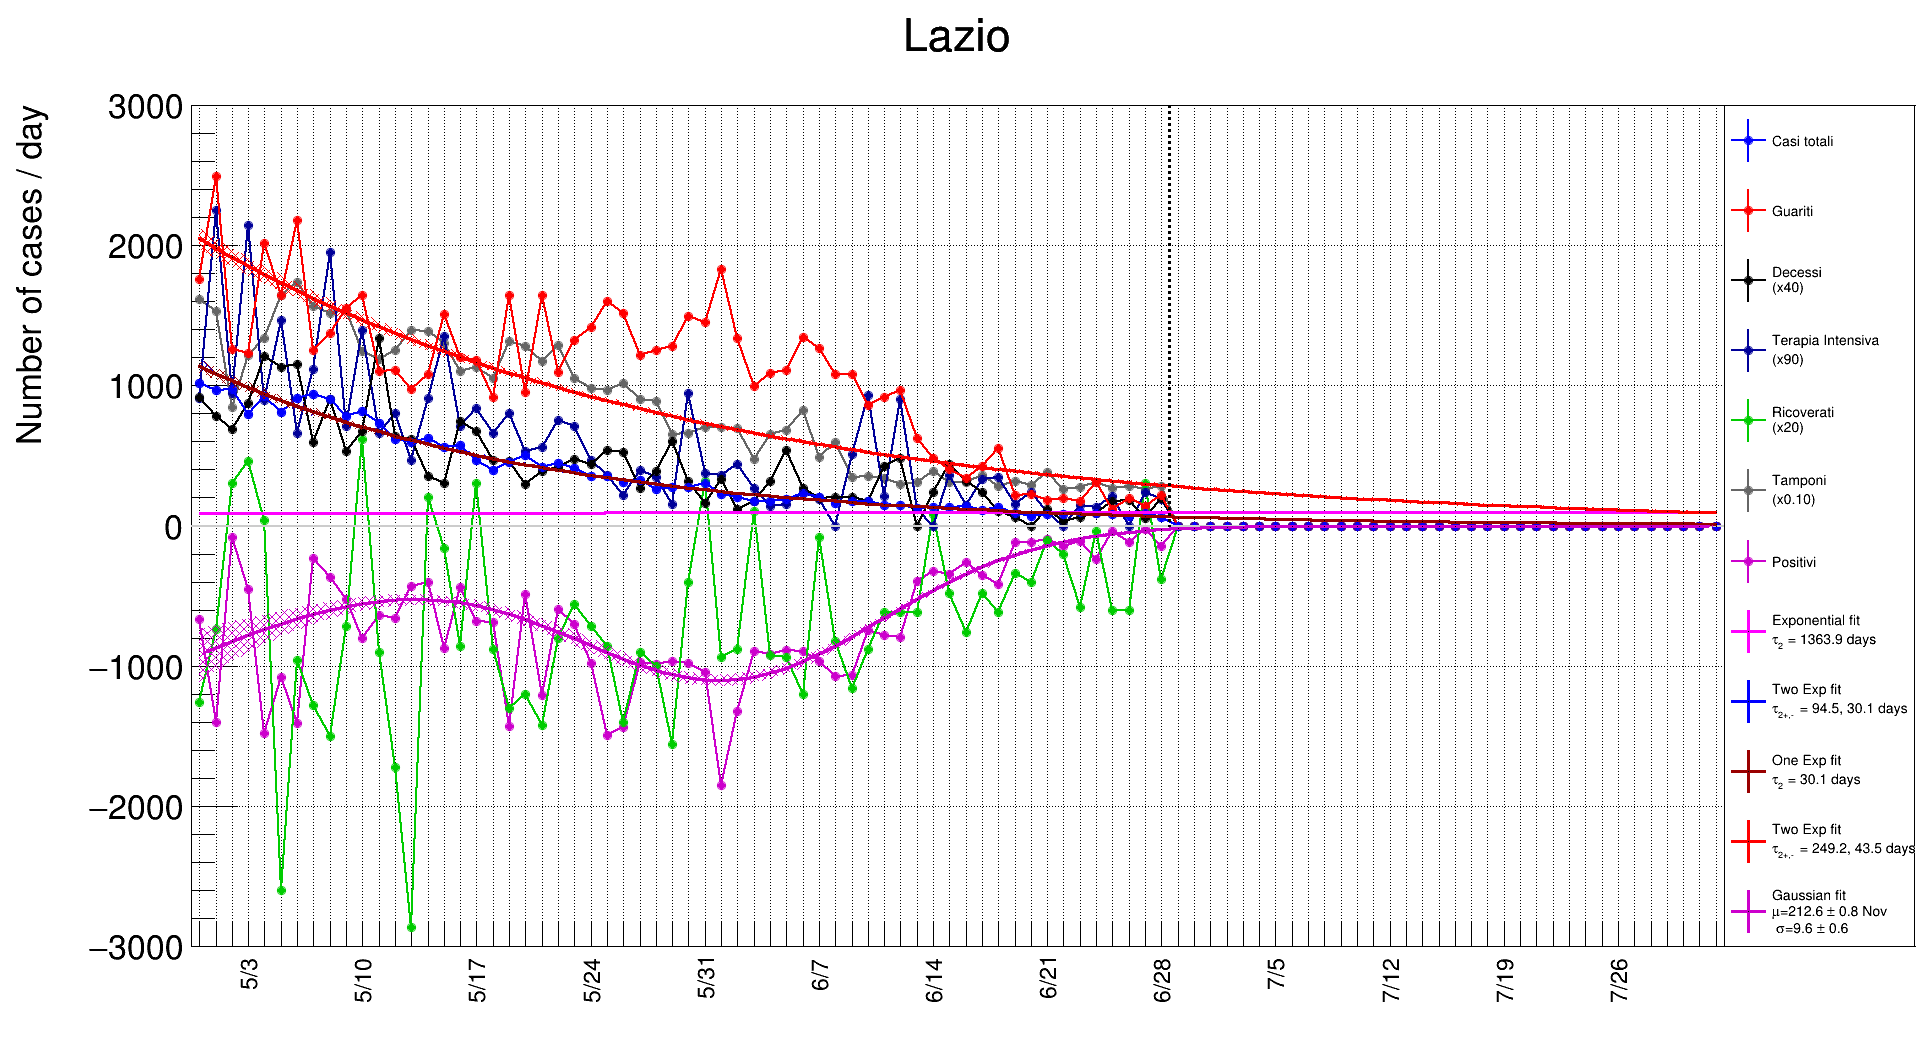 Lazio
Number of cases / day
3000
2000
1000
0
−1000
−2000
−3000
5/3
5/10
5/17
5/24
5/31
6/7
6/14
6/21
6/28
7/5
7/12
7/19
7/26
Casi totali
Guariti
Decessi
(x40)
Terapia Intensiva
(x90)
Ricoverati
(x20)
Tamponi
(x0.10)
Positivi
Exponential fit
τ2 = 1363.9 days
Two Exp fit
τ2+,- = 94.5, 30.1 days
One Exp fit
τ2 = 30.1 days
Two Exp fit
τ2+,- = 249.2, 43.5 days
Gaussian fit
μ=212.6 ± 0.8 Nov
σ=9.6 ± 0.6